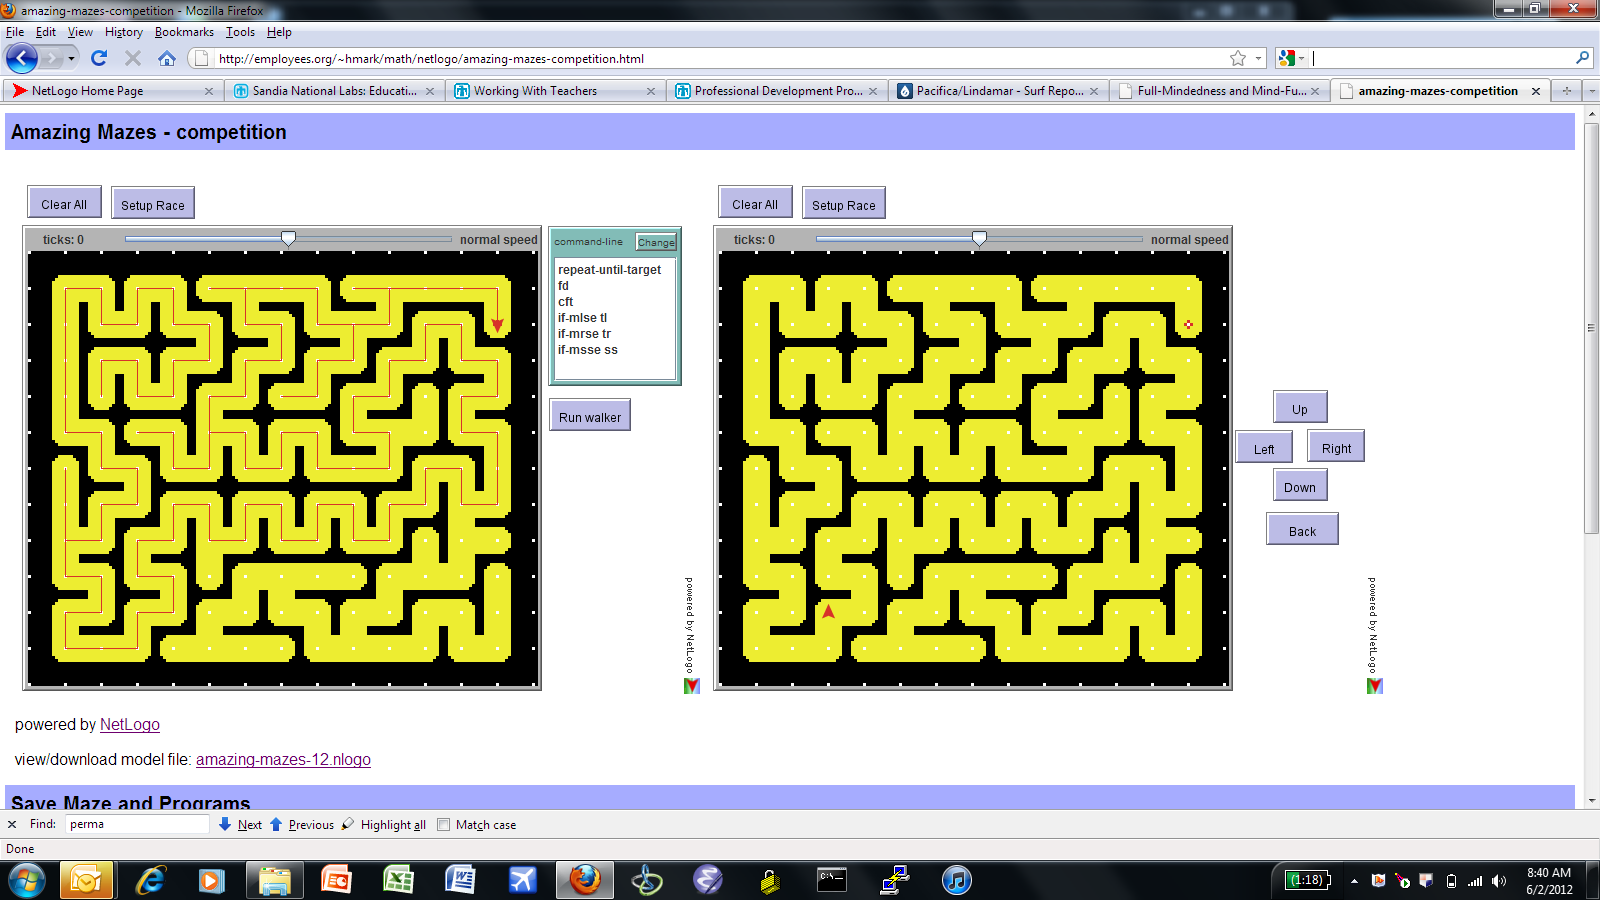 amazing-mazes-competition - Mozilla Firefox
File Edit View History Bookmarks Tools Help
http://employees.org/~hmark/math/netlogo/amazing-mazes-competition.html
NetLogo Home Page
Sandia National Labs: Educati...
Working With Teachers
Professional Development Pro...
Pacifica/Lindamar - Surf Repo...
Full-Mindedness and Mind-Fu...
amazing-mazes-competition
Amazing Mazes - competition
Clear All
Setup Race
Clear All
Setup Race
ticks: 0
normal speed
command-line
Change
repeat-until-target
fd
cft
if-mlse tl
if-mrse tr
if-msse ss
Run walker
powered by NetLogo
ticks: 0
normal speed
Up
Left
Right
Down
Back
powered by NetLogo
powered by NetLogo
view/download model file: amazing-mazes-12.nlogo
Save Maze and Programs
Find: perma
Next
Previous
Highlight all
Match case
Done
(1:18)
8:40 AM
6/2/2012